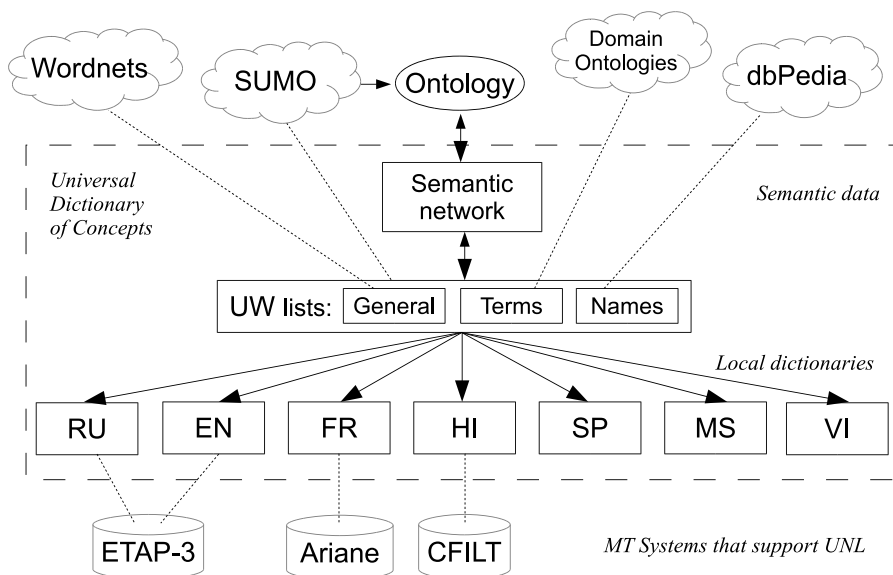 Wordnets
SUMO
Ontology
Domain
Ontologies
dbPedia
Universal
Dictionary
of Concepts
Semantic
network
Semantic data
UW lists:
General
Terms
Names
Local dictionaries
RU
EN
FR
HI
SP
MS
VI
ETAP-3
Ariane
CFILT
MT Systems that support UNL